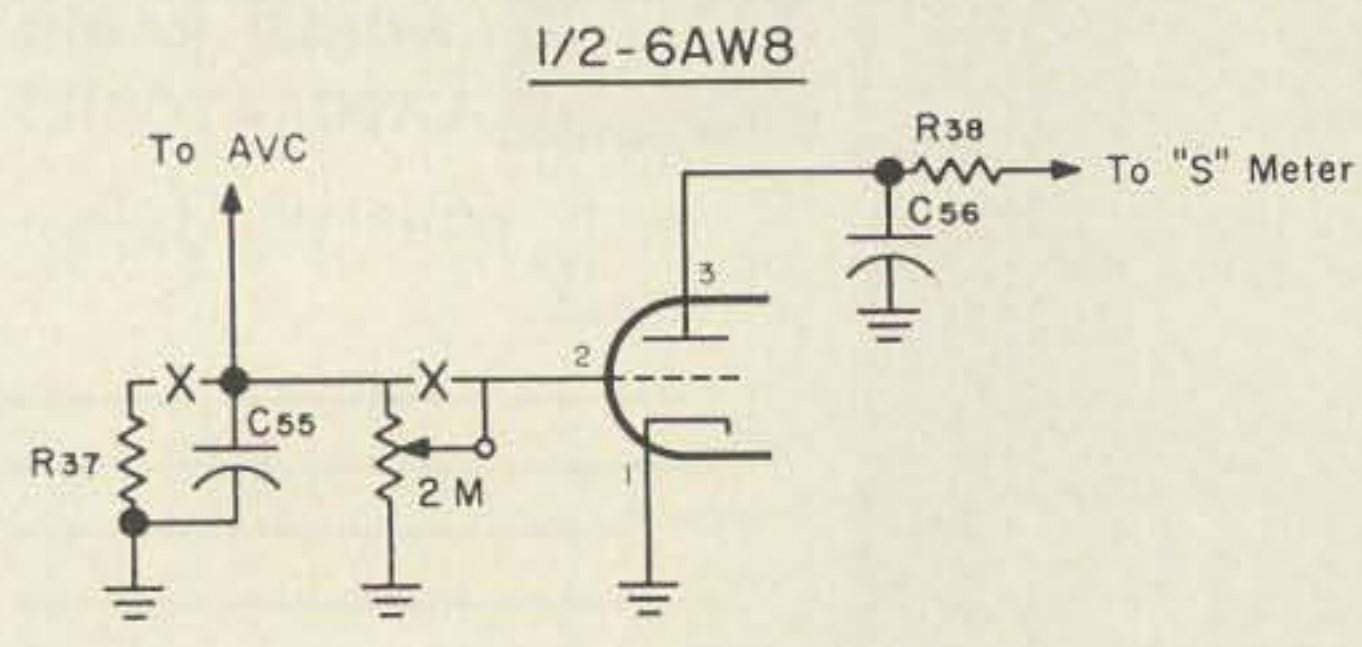 1/2-6AW8
To AVC
R38
To "S" Meter
C56
3
2
X
X
C55
R37
2 M
1